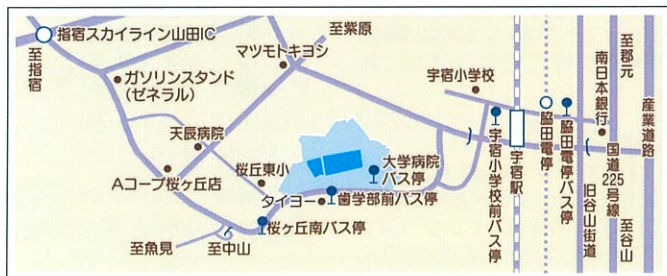 指宿スカイライン山田IC
至指宿
ガソリンスタンド
(ゼネラル)
マツモトキヨシ
至紫原
天辰病院
Aコープ桜ヶ丘店
桜丘東小
タイヨー
大学病院
バス停
歯学部前バス停
桜ヶ丘南バス停
至魚見
至中山
宇宿小学校
宇宿小学校前バス停
宇宿駅
脇田電停
脇田電停バス停
南日本銀行
旧谷山街道
至郡元
国道225号線
至谷山
産業道路